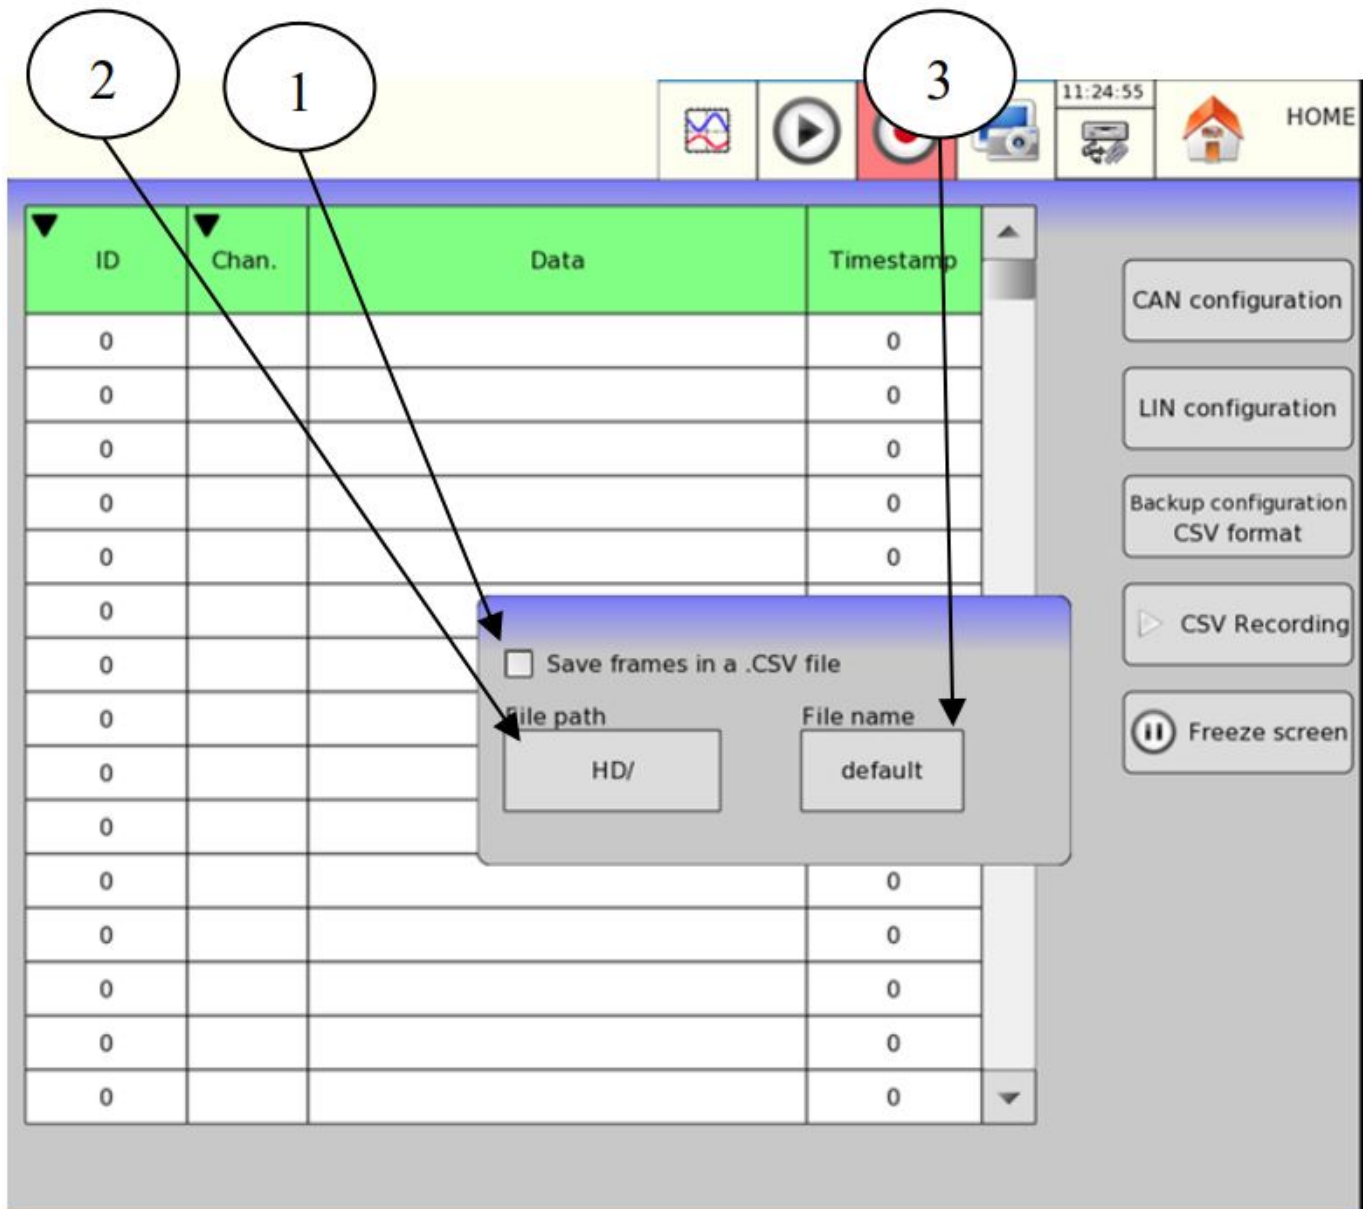 2
1
3
11:24:55
HOME
ID
Chan.
Data
Timestamp
0 0
0 0
0 0
0 0
0 0
0
0
0
0
0
0 0
0 0
0 0
0 0
0 0
Save frames in a .CSV file
File path
File name
HD/
default
CAN configuration
LIN configuration
Backup configuration
CSV format
CSV Recording
Freeze screen